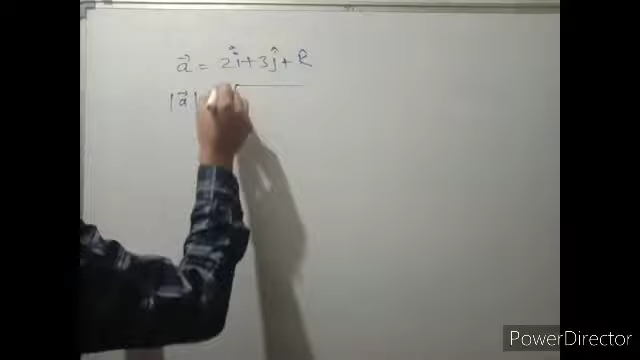 a⃗ = 2î+3ĵ+k̂
|a⃗|
PowerDirector